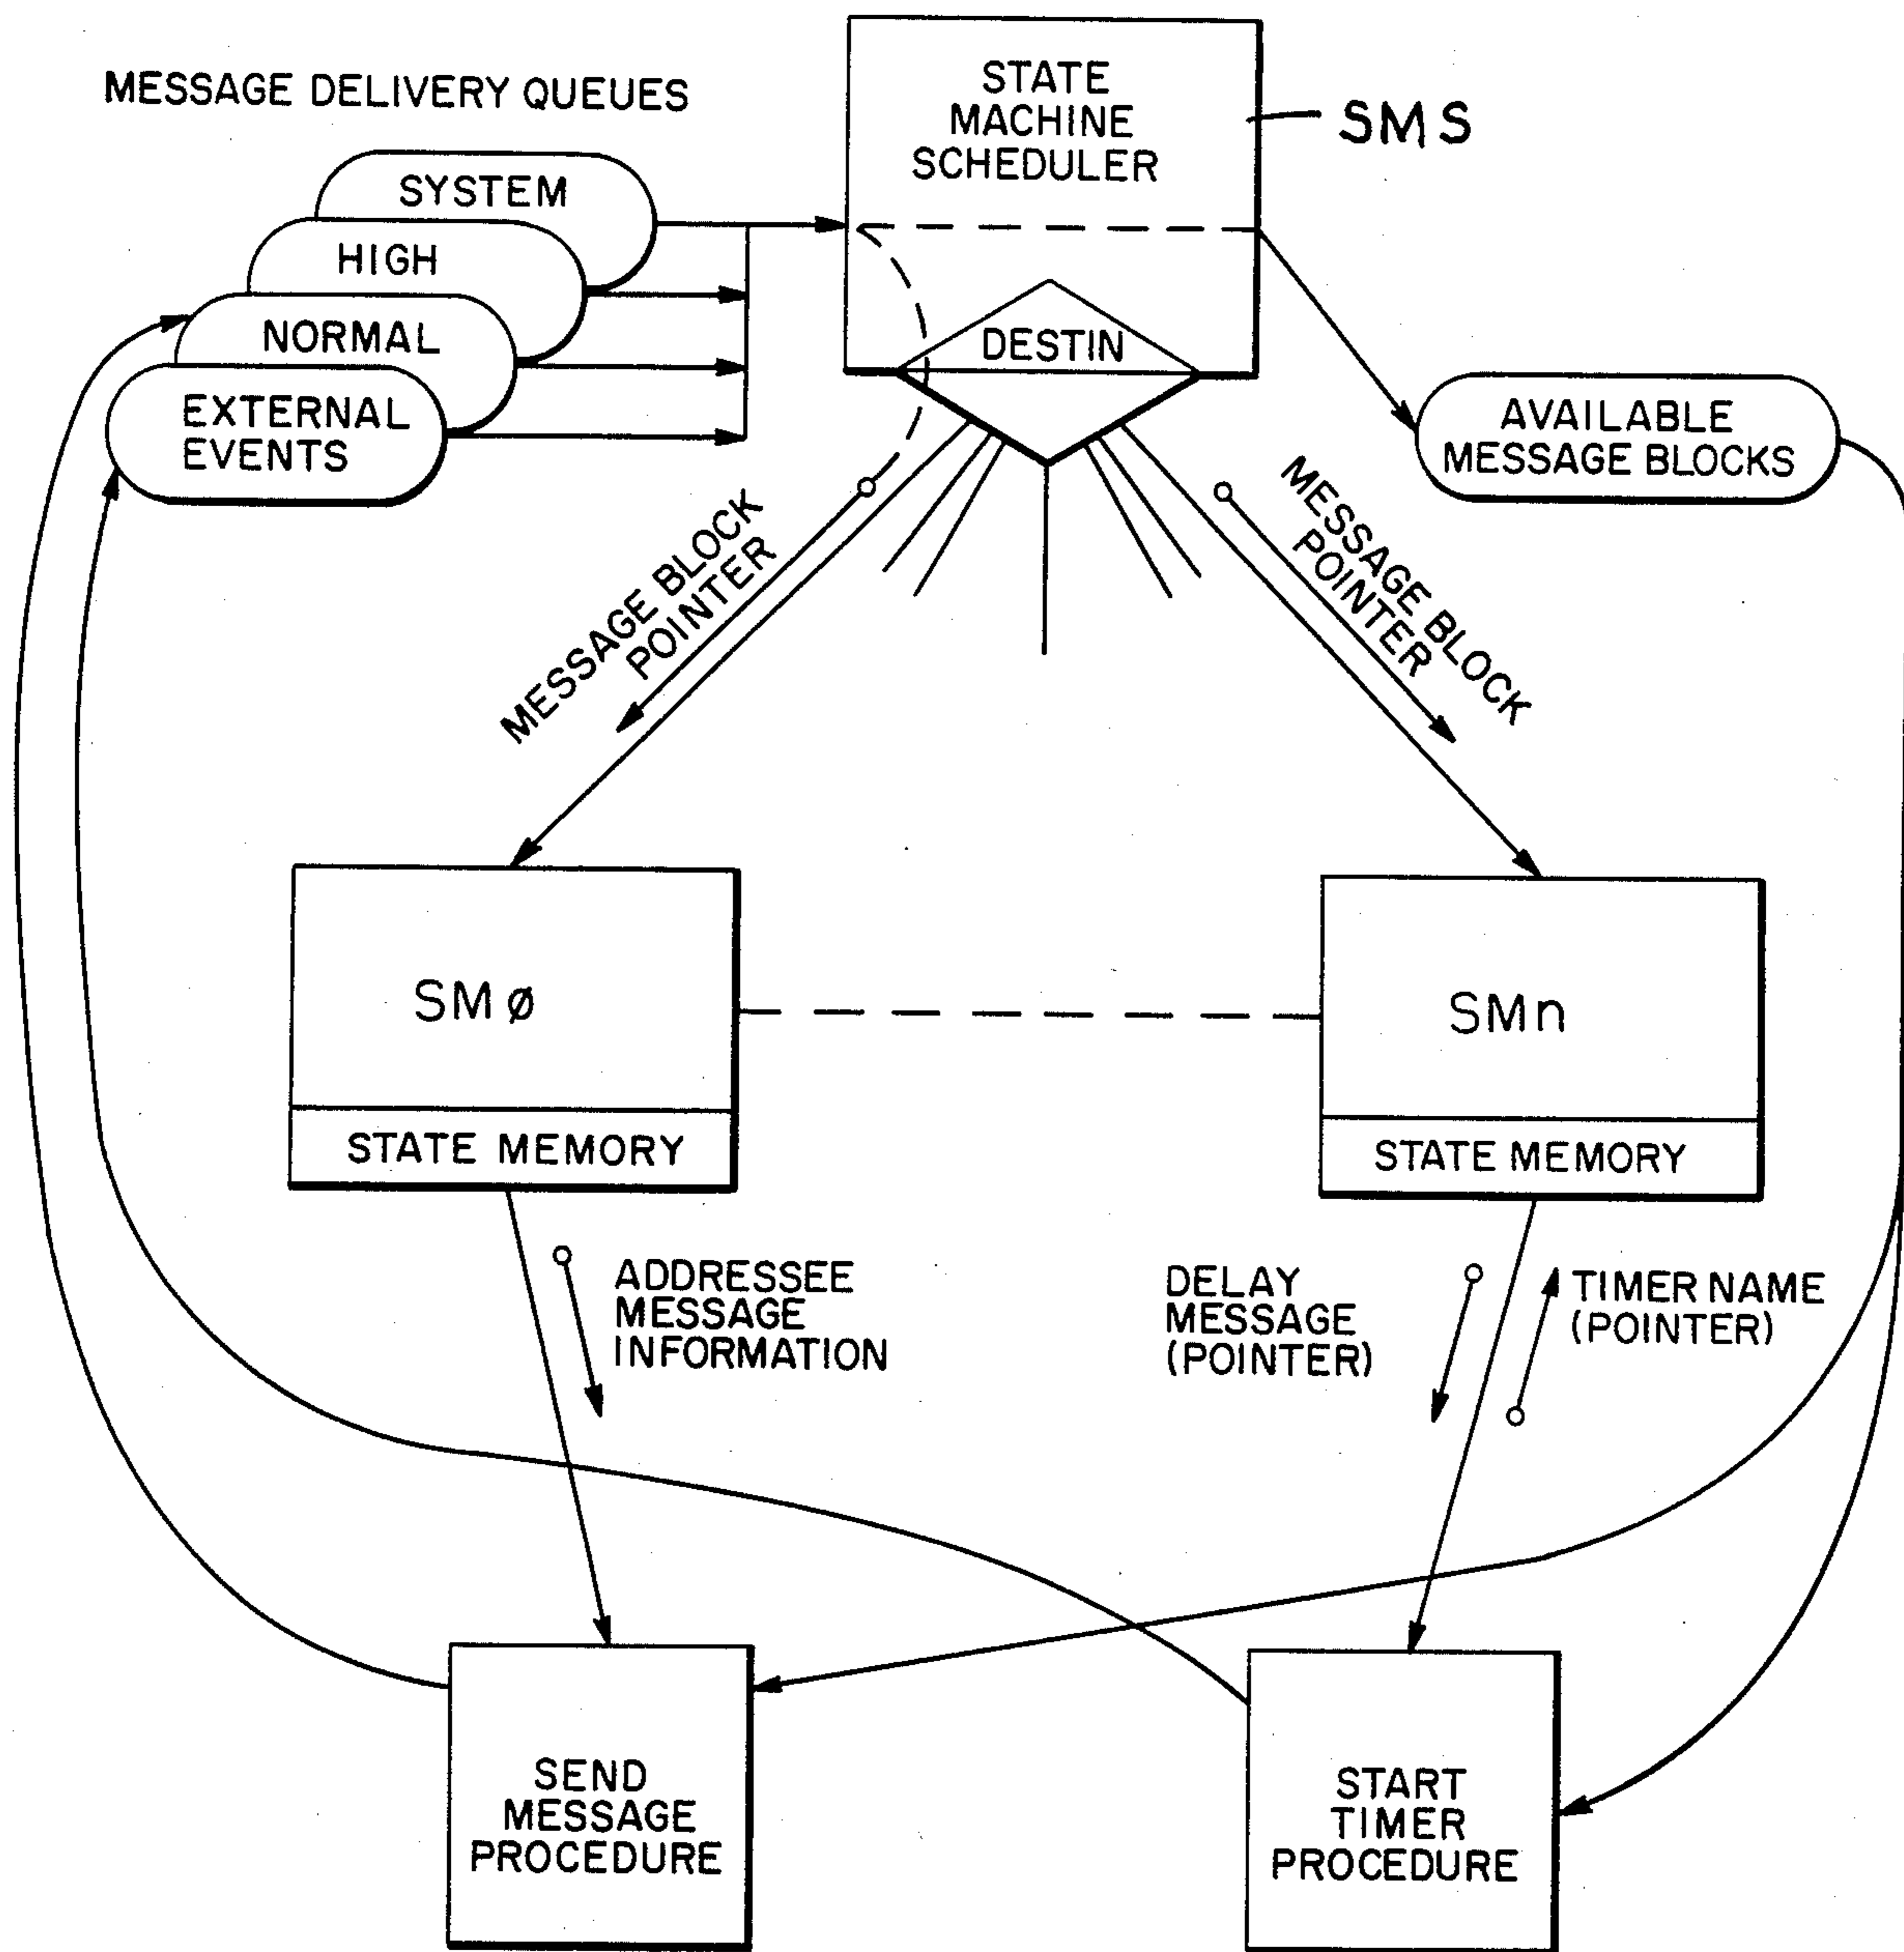 MESSAGE DELIVERY QUEUES
STATE
MACHINE
SCHEDULER
SMS
SYSTEM
HIGH
NORMAL
EXTERNAL
EVENTS
DESTIN
AVAILABLE
MESSAGE BLOCKS
MESSAGE BLOCK
POINTER
MESSAGE BLOCK
POINTER
SMø
SMn
STATE MEMORY
STATE MEMORY
ADDRESSEE
MESSAGE
INFORMATION
DELAY
MESSAGE
(POINTER)
TIMER NAME
(POINTER)
SEND
MESSAGE
PROCEDURE
START
TIMER
PROCEDURE